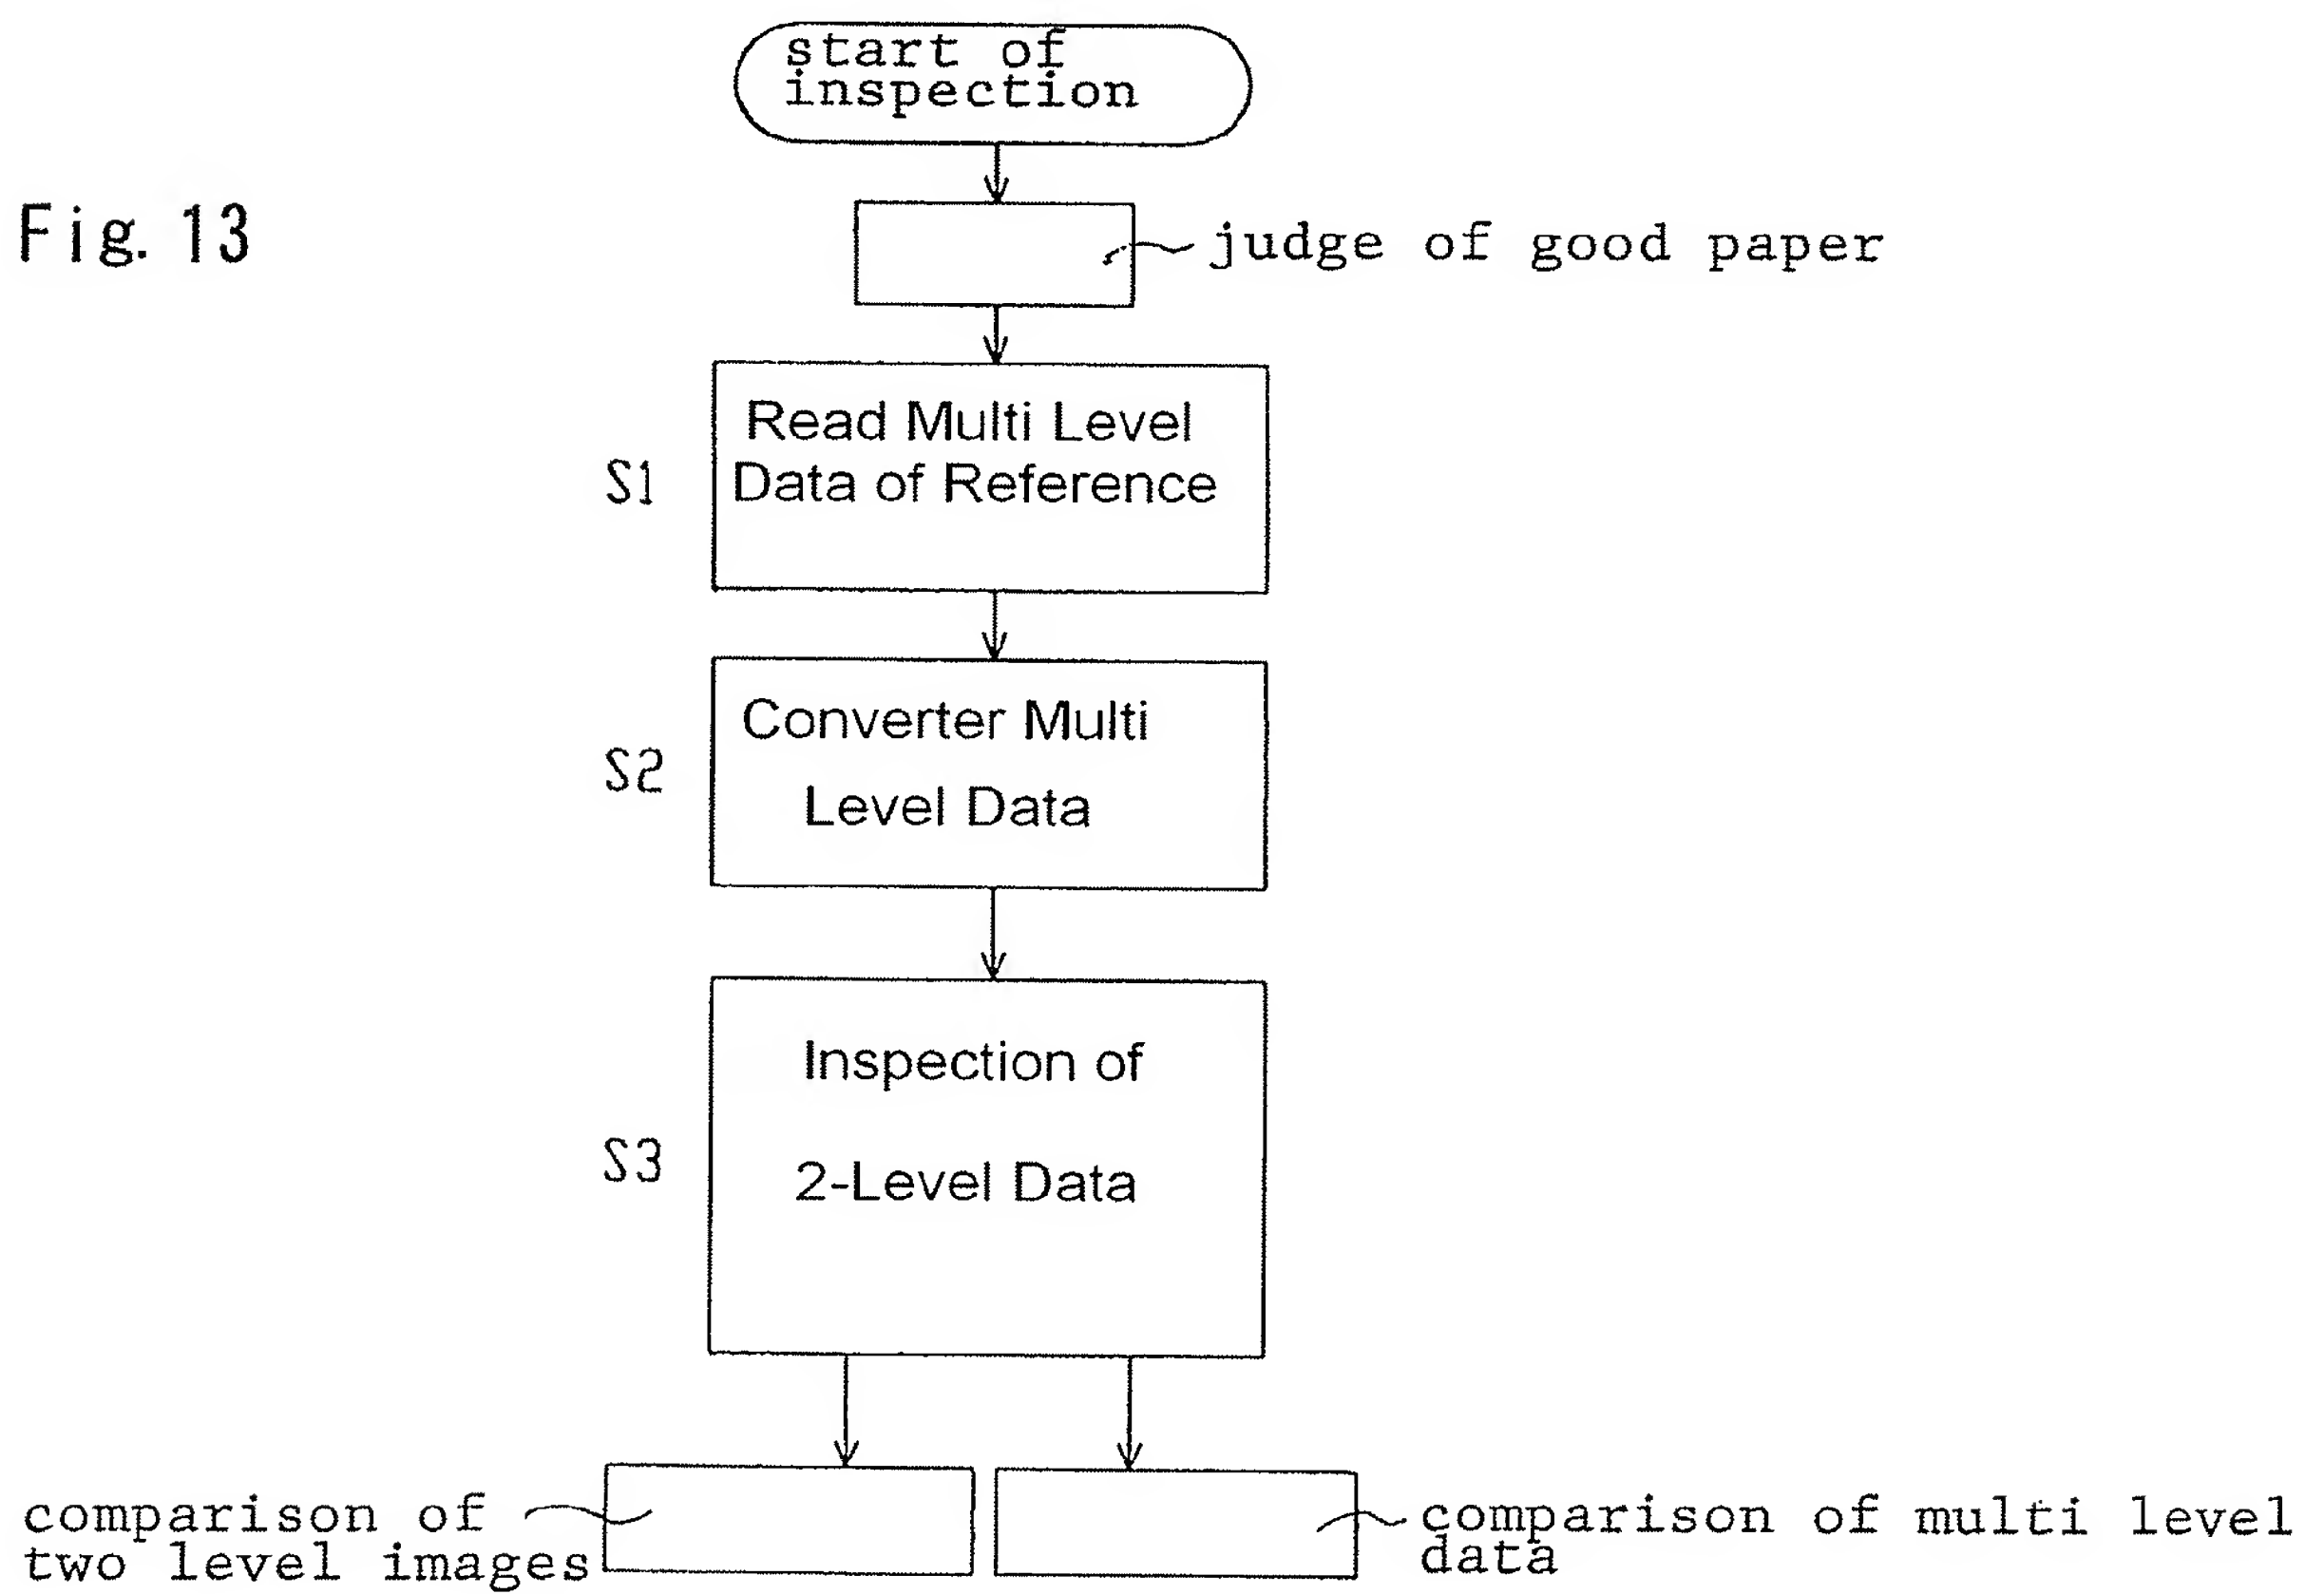 start of
inspection
Fig. 13
judge of good paper
Read Multi Level
Data of Reference
S1
Converter Multi
Level Data
S2
Inspection of
2-Level Data
S3
comparison of
two level images
comparison of multi level
data